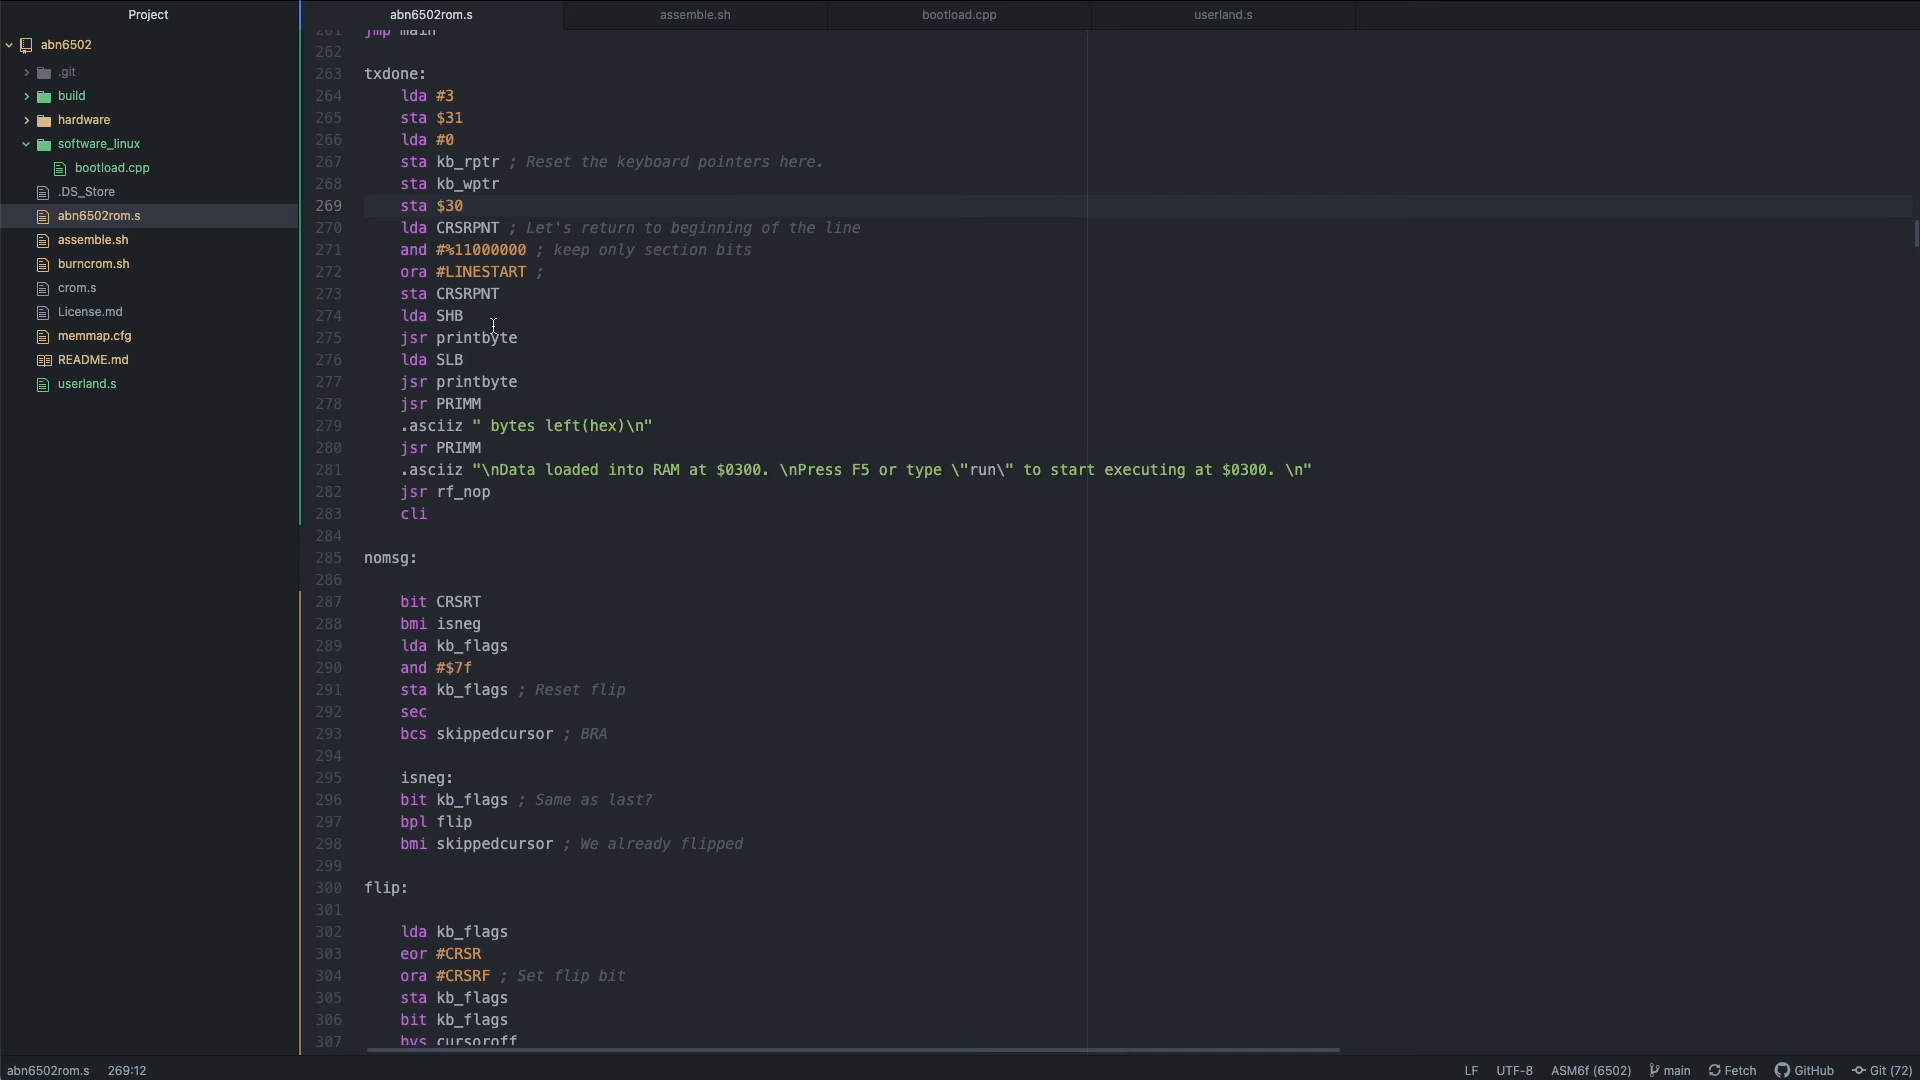 Project
abn6502
.git
build
hardware
software_linux
bootload.cpp
.DS_Store
abn6502rom.s
assemble.sh
burncrom.sh
crom.s
License.md
memmap.cfg
README.md
userland.s
abn6502rom.s assemble.sh bootload.cpp userland.s
261 jmp main
262
263 txdone:
264 lda #3
265 sta $31
266 lda #0
267 sta kb_rptr ; Reset the keyboard pointers here.
268 sta kb_wptr
269 sta $30
270 lda CRSRPNT ; Let's return to beginning of the line
271 and #%11000000 ; keep only section bits
272 ora #LINESTART ;
273 sta CRSRPNT
274 lda SHB
275 jsr printbyte
276 lda SLB
277 jsr printbyte
278 jsr PRIMM
279 .asciiz " bytes left(hex)\n"
280 jsr PRIMM
281 .asciiz "\nData loaded into RAM at $0300. \nPress F5 or type \"run\" to start executing at $0300. \n"
282 jsr rf_nop
283 cli
284
285 nomsg:
286
287 bit CRSRT
288 bmi isneg
289 lda kb_flags
290 and #$7f
291 sta kb_flags ; Reset flip
292 sec
293 bcs skippedcursor ; BRA
294
295 isneg:
296 bit kb_flags ; Same as last?
297 bpl flip
298 bmi skippedcursor ; We already flipped
299
300 flip:
301
302 lda kb_flags
303 eor #CRSR
304 ora #CRSRF ; Set flip bit
305 sta kb_flags
306 bit kb_flags
307 bvs cursoroff
abn6502rom.s 269:12 LF UTF-8 ASM6f (6502) main Fetch GitHub Git (72)